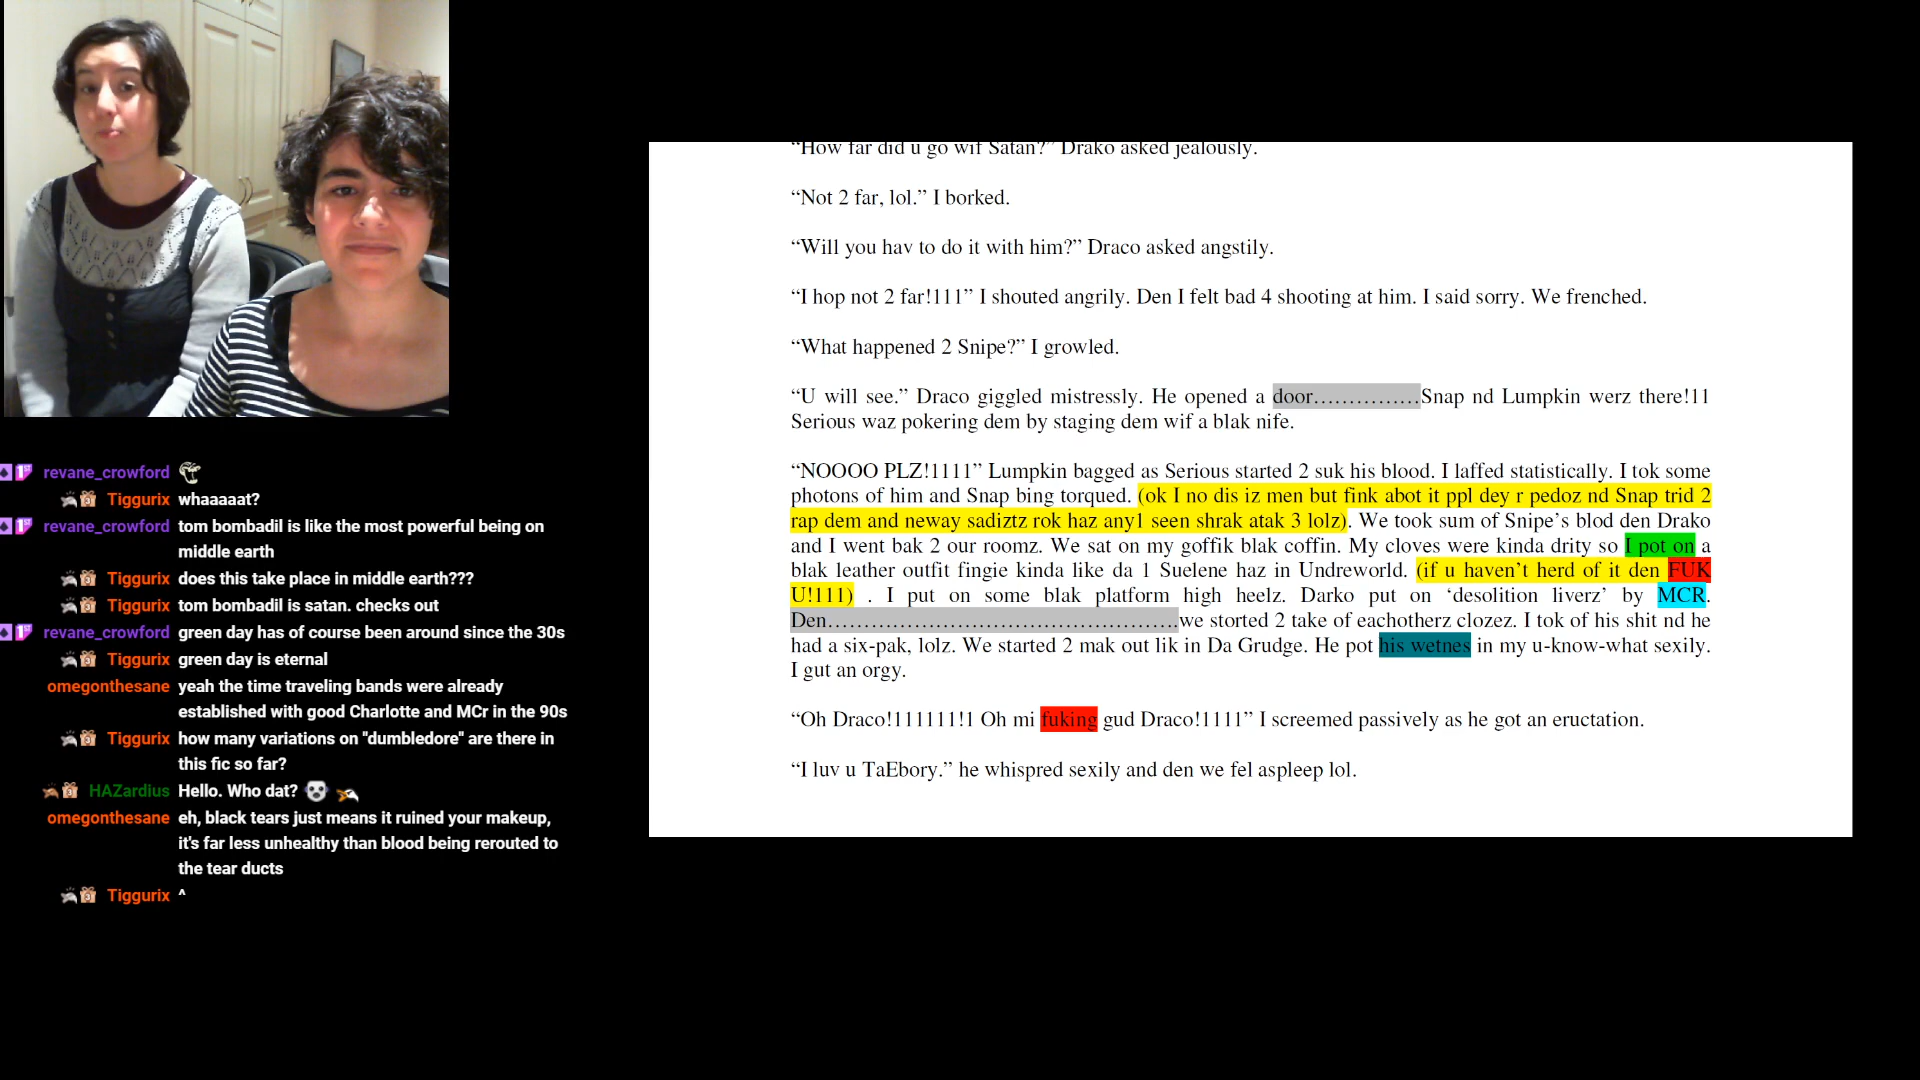 revane_crowford
Tiggurix whaaaaat?
revane_crowford tom bombadil is like the most powerful being on
middle earth
Tiggurix does this take place in middle earth???
Tiggurix tom bombadil is satan. checks out
revane_crowford green day has of course been around since the 30s
Tiggurix green day is eternal
omegonthesane yeah the time traveling bands were already
established with good Charlotte and MCr in the 90s
Tiggurix how many variations on "dumbledore" are there in
this fic so far?
HAZardius Hello. Who dat?
omegonthesane eh, black tears just means it ruined your makeup,
it's far less unhealthy than blood being rerouted to
the tear ducts
Tiggurix ^
“How far did u go wif Satan?” Drako asked jealously.
“Not 2 far, lol.” I borked.
“Will you hav to do it with him?” Draco asked angstily.
“I hop not 2 far!111” I shouted angrily. Den I felt bad 4 shooting at him. I said sorry. We frenched.
“What happened 2 Snipe?” I growled.
“U will see.” Draco giggled mistressly. He opened a door……………Snap nd Lumpkin werz there!11
Serious waz pokering dem by staging dem wif a blak nife.
“NOOOO PLZ!1111” Lumpkin bagged as Serious started 2 suk his blood. I laffed statistically. I tok some
photons of him and Snap bing torqued. (ok I no dis iz men but fink abot it ppl dey r pedoz nd Snap trid 2
rap dem and neway sadiztz rok haz any1 seen shrak atak 3 lolz). We took sum of Snipe’s blod den Drako
and I went bak 2 our roomz. We sat on my goffik blak coffin. My cloves were kinda drity so I pot on a
blak leather outfit fingie kinda like da 1 Suelene haz in Undreworld. (if u haven’t herd of it den FUK
U!111) . I put on some blak platform high heelz. Darko put on ‘desolition liverz’ by MCR.
Den…………………………………………we storted 2 take of eachotherz clozez. I tok of his shit nd he
had a six-pak, lolz. We started 2 mak out lik in Da Grudge. He pot his wetnes in my u-know-what sexily.
I gut an orgy.
“Oh Draco!1111111!1 Oh mi fuking gud Draco!1111” I screemed passively as he got an eructation.
“I luv u TaEbory.” he whispred sexily and den we fel aspleep lol.